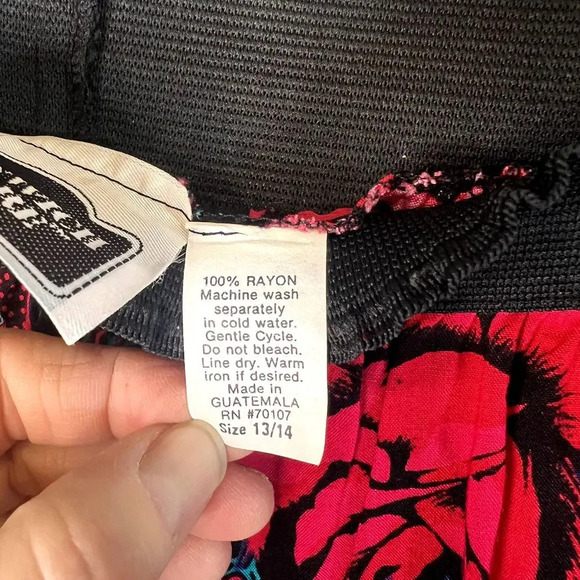 100% RAYON
Machine wash
separately
in cold water.
Gentle Cycle.
Do not bleach.
Line dry. Warm
iron if desired.
Made in
GUATEMALA
RN #70107
Size 13/14